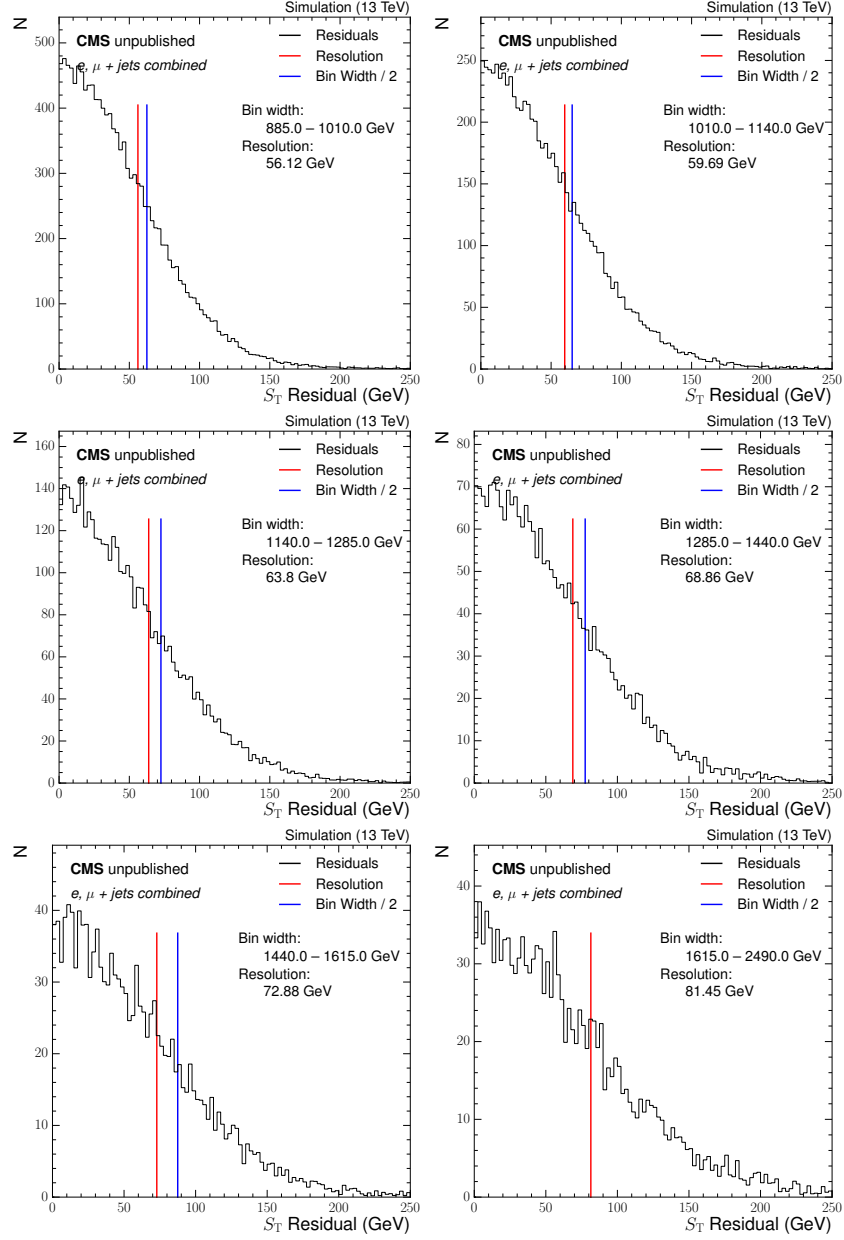 Simulation (13 TeV)
N
CMS unpublished
e, μ + jets combined
Residuals
Resolution
Bin Width / 2
Bin width:
885.0 – 1010.0 GeV
Resolution:
56.12 GeV
500
400
300
200
100
0
0 50 100 150 200 250
S_T Residual (GeV)
Simulation (13 TeV)
N
CMS unpublished
e, μ + jets combined
Residuals
Resolution
Bin Width / 2
Bin width:
1010.0 – 1140.0 GeV
Resolution:
59.69 GeV
250
200
150
100
50
0
0 50 100 150 200 250
S_T Residual (GeV)
Simulation (13 TeV)
N
CMS unpublished
e, μ + jets combined
Residuals
Resolution
Bin Width / 2
Bin width:
1140.0 – 1285.0 GeV
Resolution:
63.8 GeV
160
140
120
100
80
60
40
20
0
0 50 100 150 200 250
S_T Residual (GeV)
Simulation (13 TeV)
N
CMS unpublished
e, μ + jets combined
Residuals
Resolution
Bin Width / 2
Bin width:
1285.0 – 1440.0 GeV
Resolution:
68.86 GeV
80
70
60
50
40
30
20
10
0
0 50 100 150 200 250
S_T Residual (GeV)
Simulation (13 TeV)
N
CMS unpublished
e, μ + jets combined
Residuals
Resolution
Bin Width / 2
Bin width:
1440.0 – 1615.0 GeV
Resolution:
72.88 GeV
40
30
20
10
0
0 50 100 150 200 250
S_T Residual (GeV)
Simulation (13 TeV)
N
CMS unpublished
e, μ + jets combined
Residuals
Resolution
Bin Width / 2
Bin width:
1615.0 – 2490.0 GeV
Resolution:
81.45 GeV
40
30
20
10
0
0 50 100 150 200 250
S_T Residual (GeV)